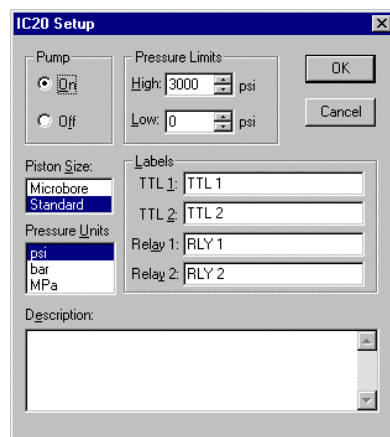 IC20 Setup
Pump
On
Off
Pressure Limits
High: 3000 psi
Low: 0 psi
OK
Cancel
Piston Size:
Microbore
Standard
Pressure Units
psi
bar
MPa
Labels
TTL 1: TTL 1
TTL 2: TTL 2
Relay 1: RLY 1
Relay 2: RLY 2
Description: